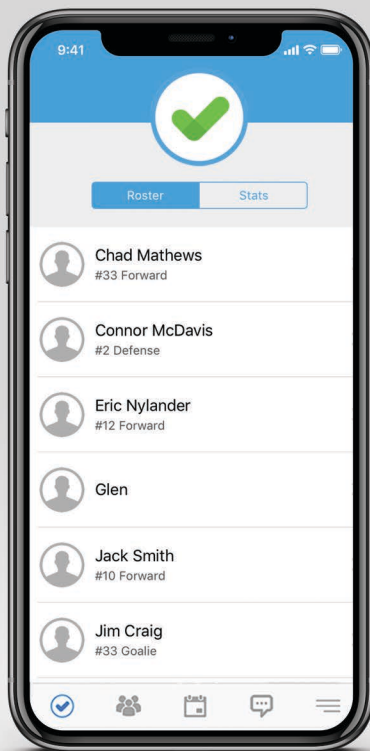 9:41
Roster
Stats
Chad Mathews
#33 Forward
Connor McDavis
#2 Defense
Eric Nylander
#12 Forward
Glen
Jack Smith
#10 Forward
Jim Craig
#33 Goalie